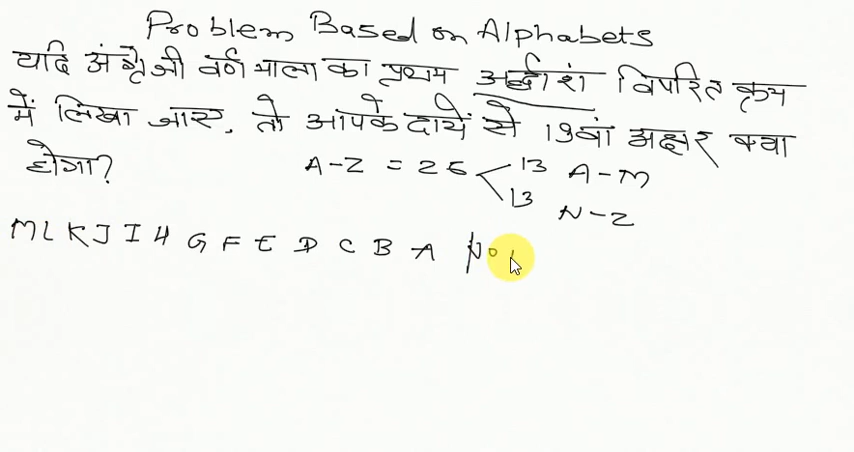 Problem Based on Alphabets
यदि अंग्रेजी वर्णमाला का प्रथम अर्द्धाशं विपरित क्रम
में लिखा जाए, तो आपके दायें से 19वां अक्षर क्या
होगा?
A-Z = 26 < 13 A-M
13 N-Z
M L K J I H G F E D C B A N O